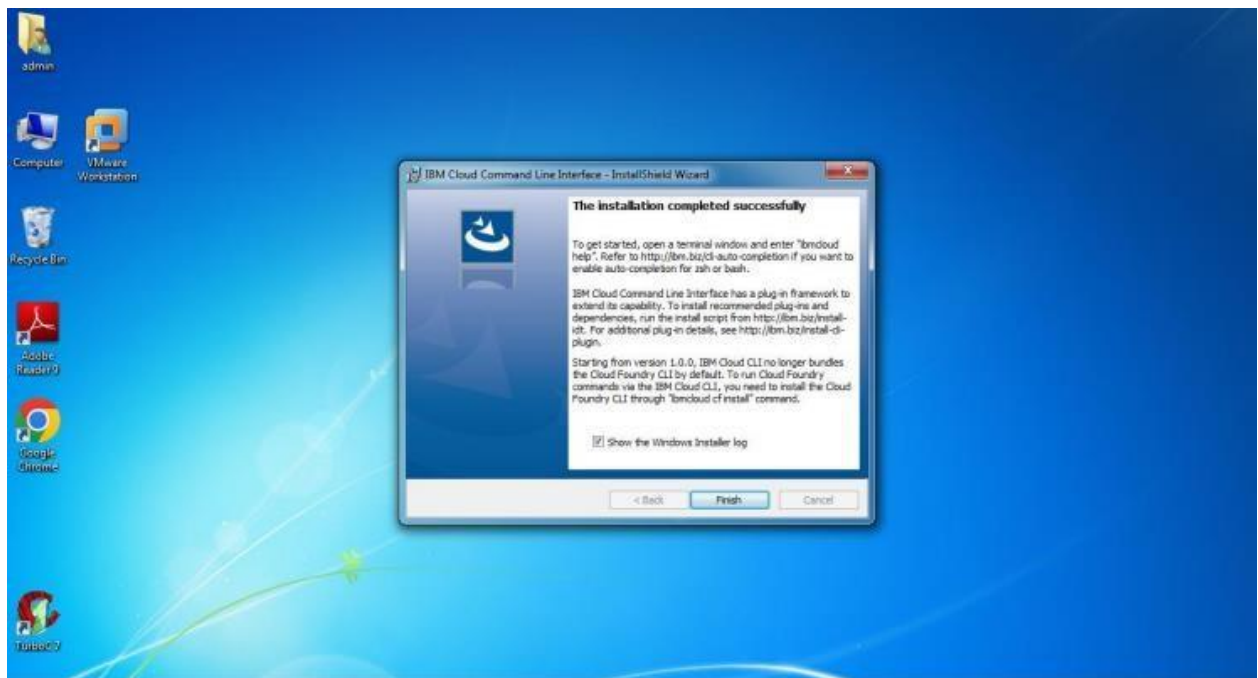 admin
Computer
VMware
Workstation
Recycle Bin
Adobe
Reader 9
Google
Chrome
TurboC 7
IBM Cloud Command Line Interface - InstallShield Wizard
The installation completed successfully
To get started, open a terminal window and enter "ibmcloud
help". Refer to http://ibm.biz/cli-auto-completion if you want to
enable auto-completion for zsh or bash.
IBM Cloud Command Line Interface has a plug-in framework to
extend its capability. To install recommended plug-ins and
dependencies, run the install script from http://ibm.biz/install-
idt. For additional plug-in details, see http://ibm.biz/install-cli-
plugin.
Starting from version 1.0.0, IBM Cloud CLI no longer bundles
the Cloud Foundry CLI by default. To run Cloud Foundry
commands via the IBM Cloud CLI, you need to install the Cloud
Foundry CLI through "ibmcloud cf install" command.
Show the Windows Installer log
< Back
Finish
Cancel